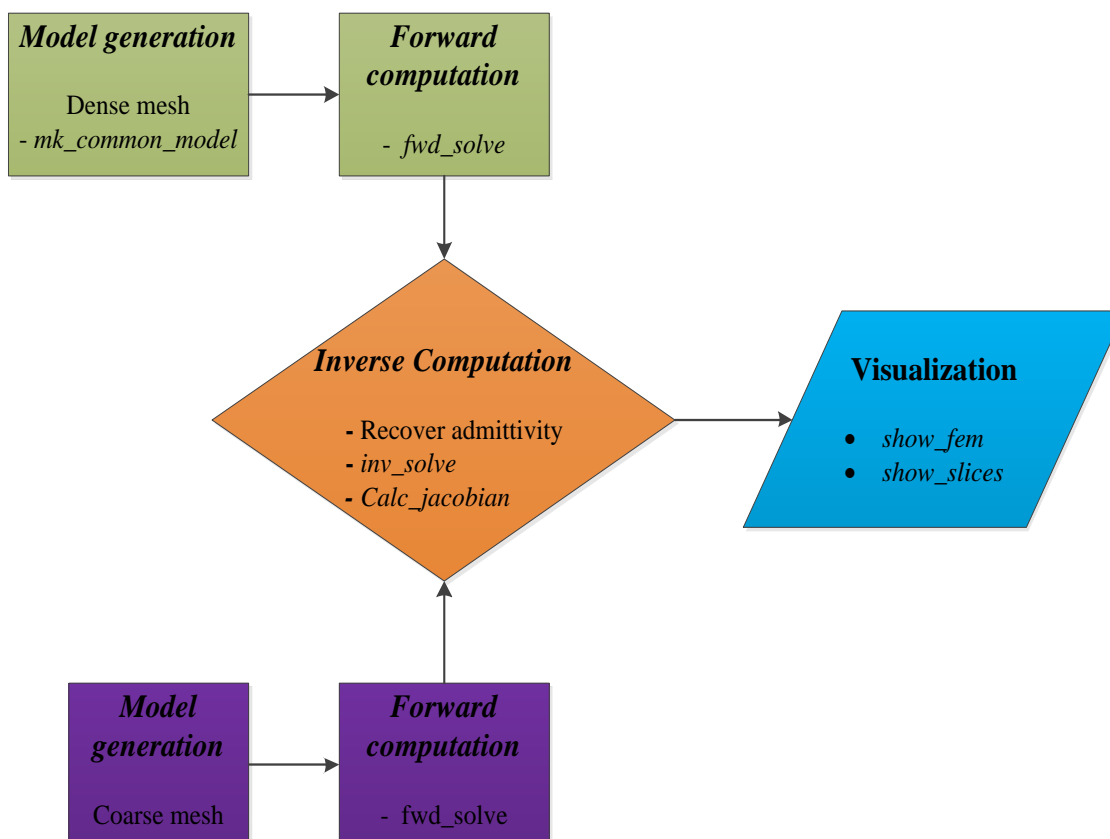 Model generation
Dense mesh
- mk_common_model
Forward
computation
- fwd_solve
Inverse Computation
- Recover admittivity
- inv_solve
- Calc_jacobian
Visualization
• show_fem
• show_slices
Model
generation
Coarse mesh
Forward
computation
- fwd_solve